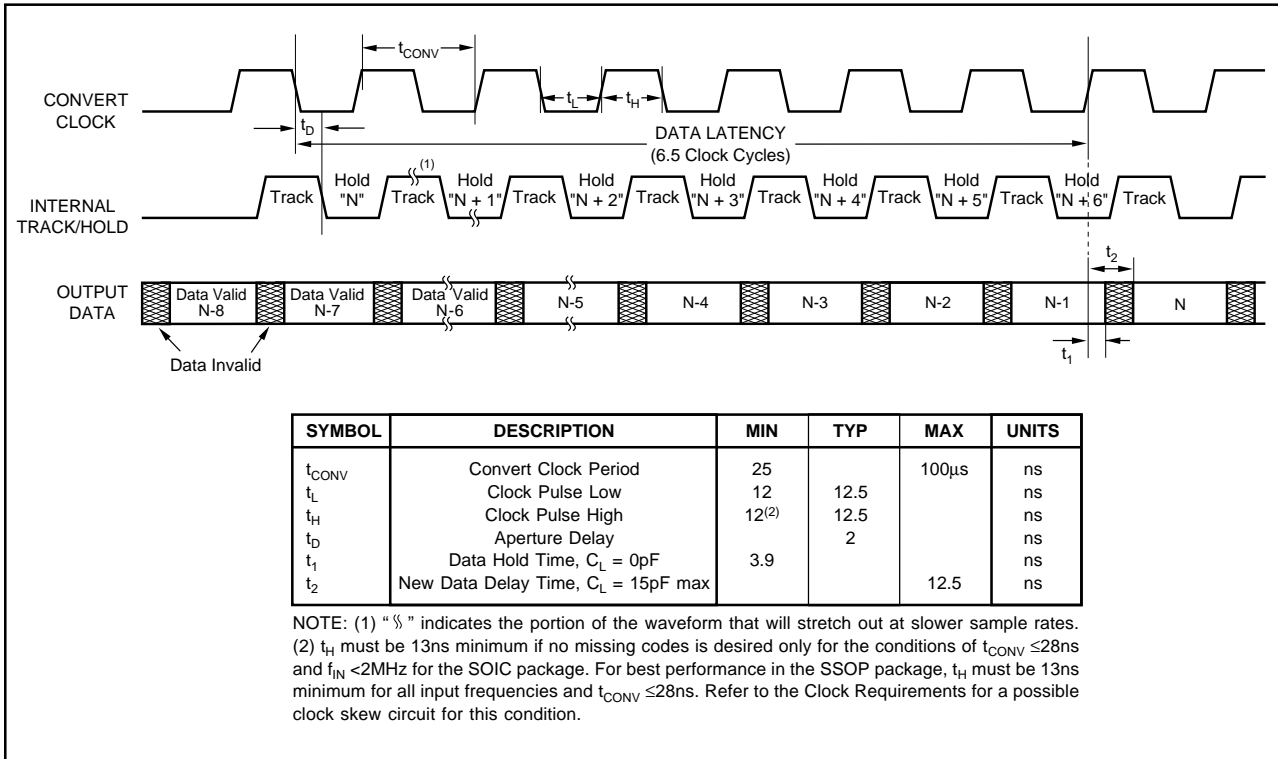 tCONV
CONVERT
CLOCK
tL
tH
tD
DATA LATENCY
(6.5 Clock Cycles)
(1)
INTERNAL
TRACK/HOLD
Track
Hold
"N"
Track
Hold
"N + 1"
Track
Hold
"N + 2"
Track
Hold
"N + 3"
Track
Hold
"N + 4"
Track
Hold
"N + 5"
Track
Hold
"N + 6"
Track
t2
OUTPUT
DATA
Data Valid
N-8
Data Valid
N-7
Data Valid
N-6
N-5
N-4
N-3
N-2
N-1
N
t1
Data Invalid
SYMBOL DESCRIPTION MIN TYP MAX UNITS
tCONV Convert Clock Period 25 100µs ns
tL Clock Pulse Low 12 12.5 ns
tH Clock Pulse High 12(2) 12.5 ns
tD Aperture Delay 2 ns
t1 Data Hold Time, CL = 0pF 3.9 ns
t2 New Data Delay Time, CL = 15pF max 12.5 ns
NOTE: (1) “ ” indicates the portion of the waveform that will stretch out at slower sample rates.
(2) tH must be 13ns minimum if no missing codes is desired only for the conditions of tCONV ≤28ns
and fIN <2MHz for the SOIC package. For best performance in the SSOP package, tH must be 13ns
minimum for all input frequencies and tCONV ≤28ns. Refer to the Clock Requirements for a possible
clock skew circuit for this condition.